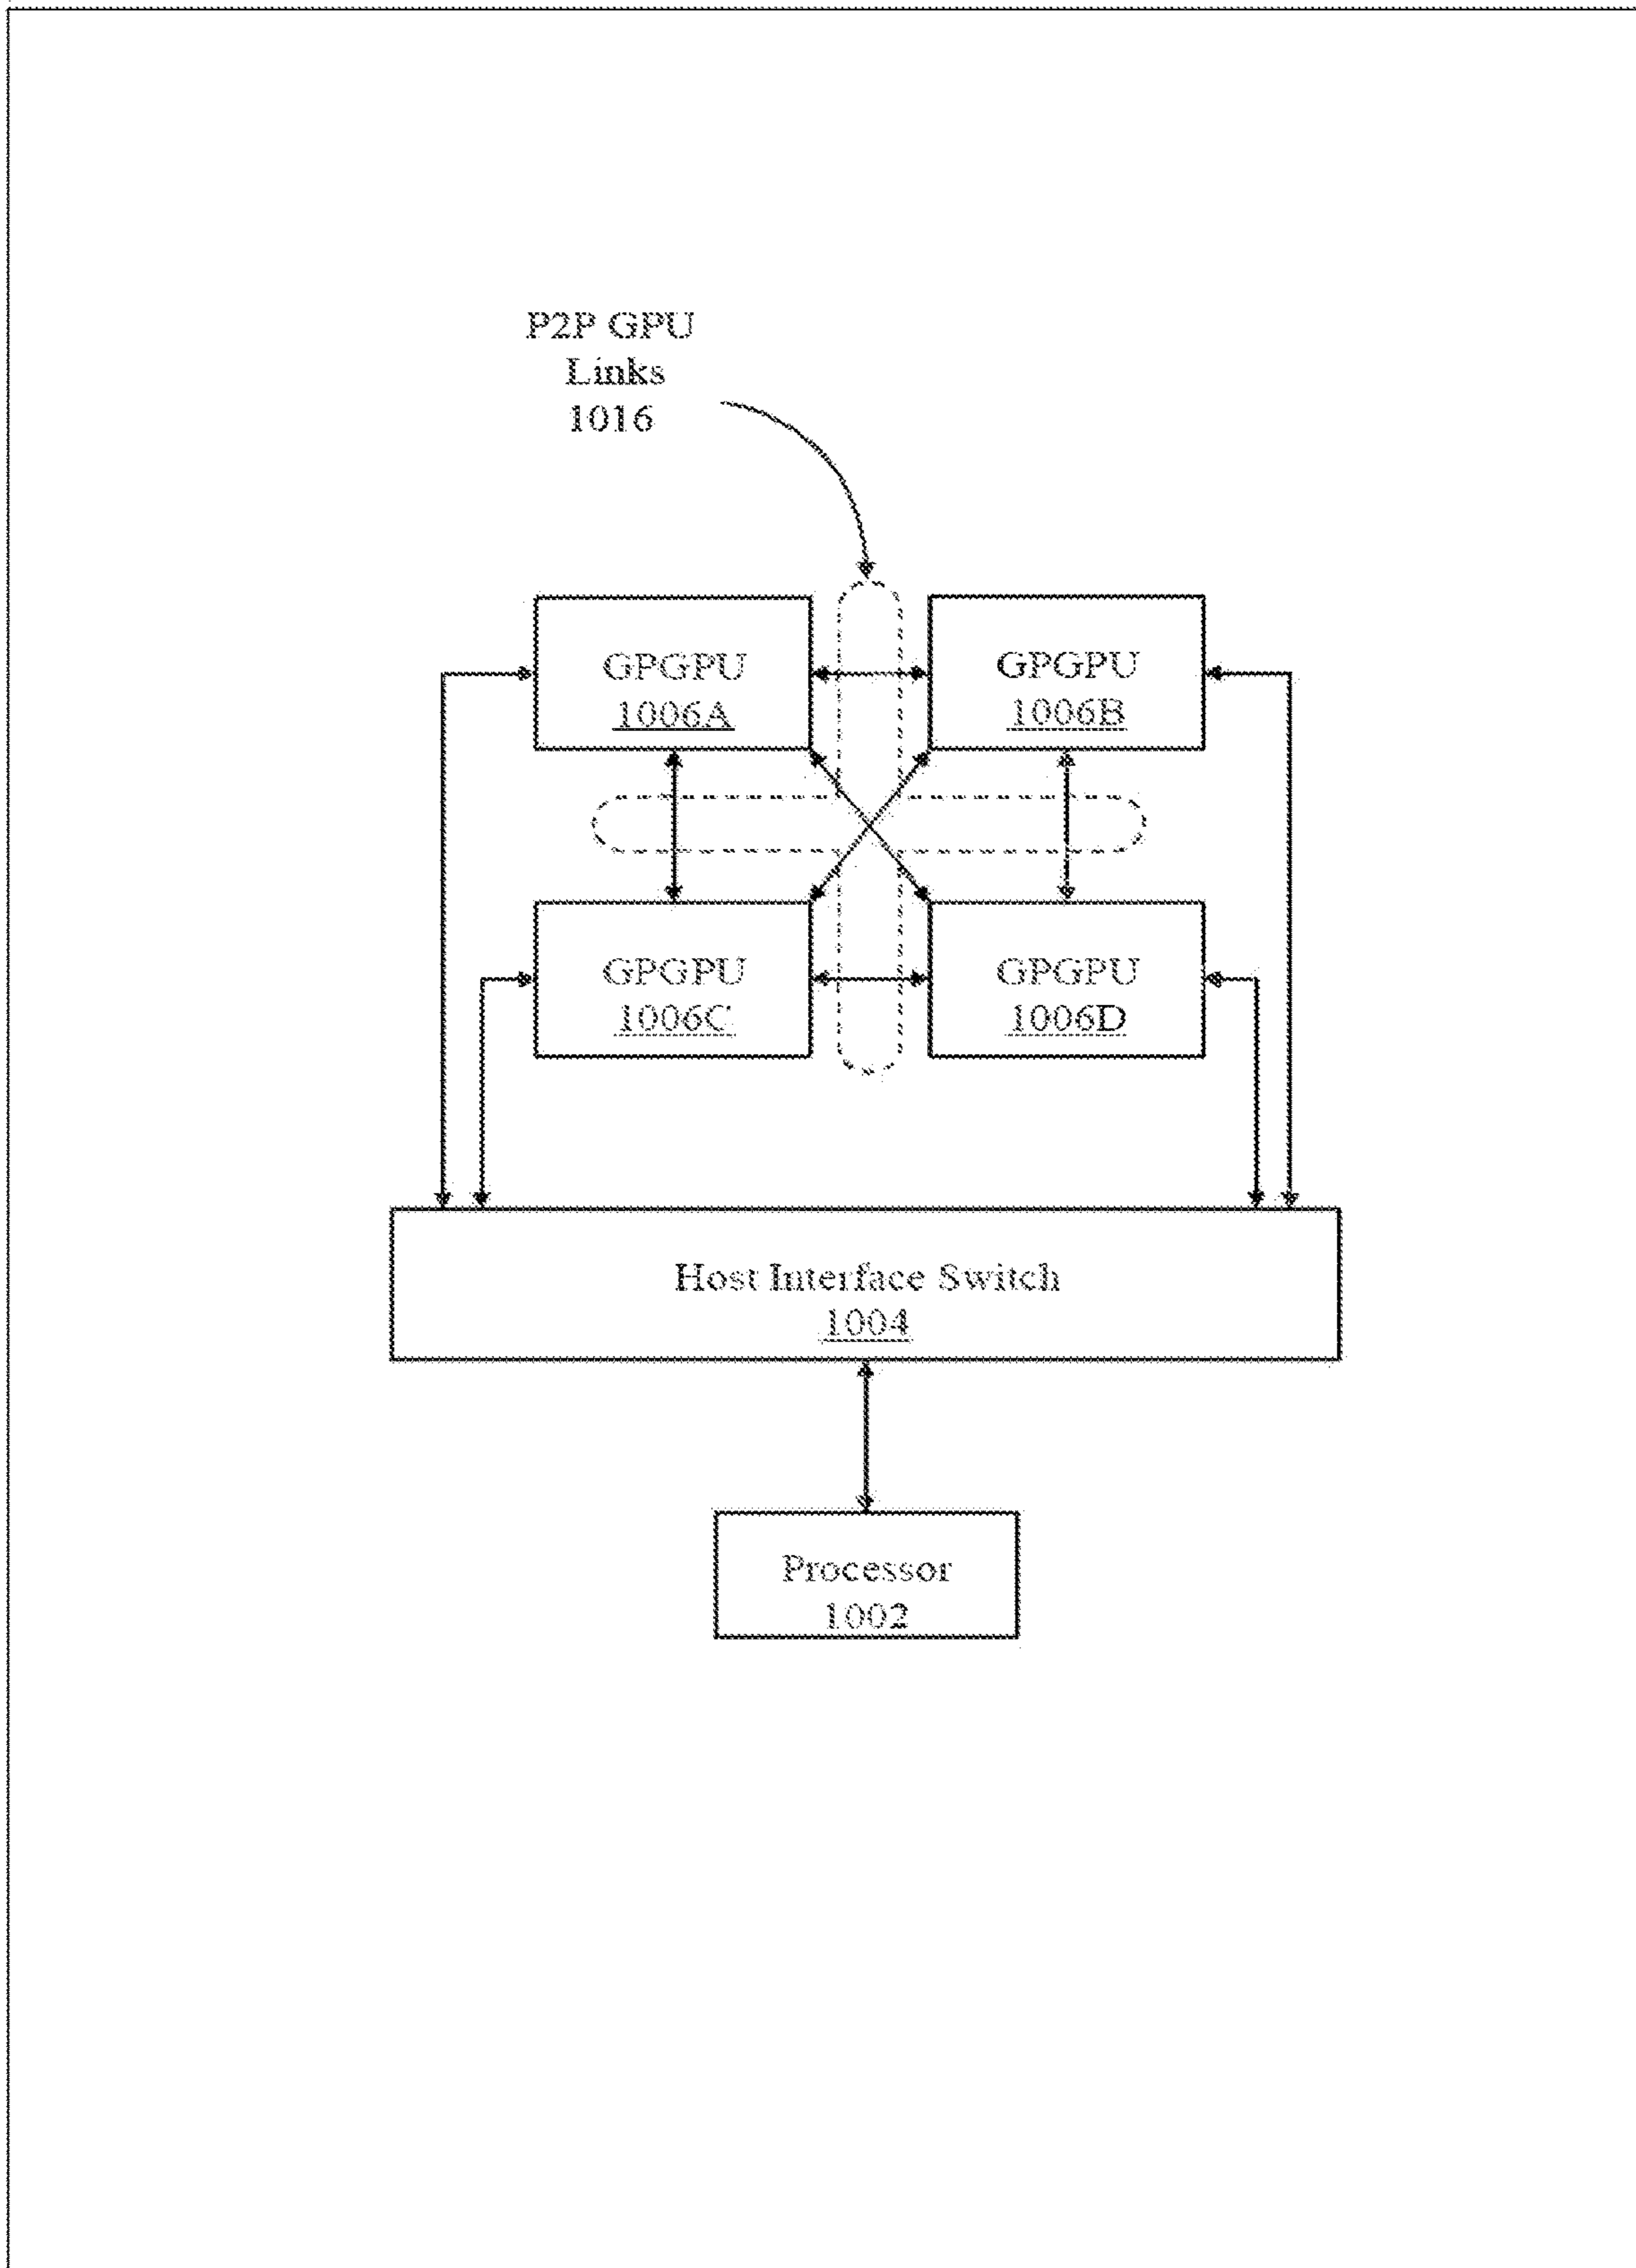 P2P GPU
Links
1016
GPGPU
1006A
GPGPU
1006B
GPGPU
1006C
GPGPU
1006D
Host Interface Switch
1004
Processor
1002